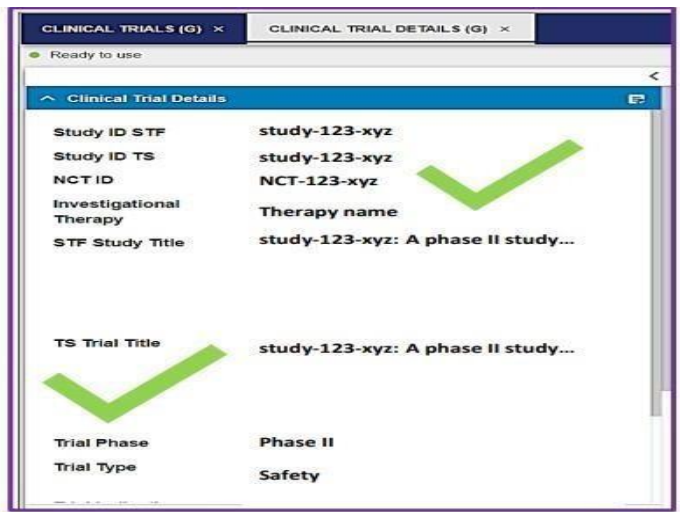 CLINICAL TRIALS (G) × CLINICAL TRIAL DETAILS (G) ×
Ready to use
Clinical Trial Details
Study ID STF study-123-xyz
Study ID TS study-123-xyz
NCT ID NCT-123-xyz
Investigational
Therapy Therapy name
STF Study Title study-123-xyz: A phase II study...
TS Trial Title study-123-xyz: A phase II study...
Trial Phase Phase II
Trial Type Safety